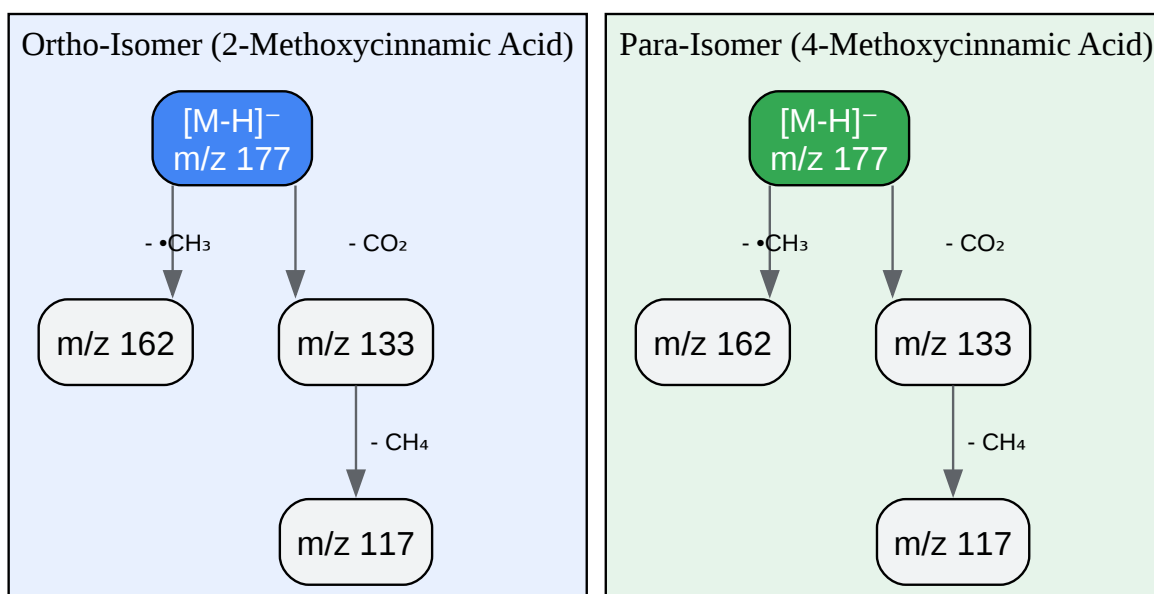 Ortho-Isomer (2-Methoxycinnamic Acid)
[M-H]⁻
m/z 177
- •CH₃
- CO₂
m/z 162
m/z 133
- CH₄
m/z 117
Para-Isomer (4-Methoxycinnamic Acid)
[M-H]⁻
m/z 177
- •CH₃
- CO₂
m/z 162
m/z 133
- CH₄
m/z 117